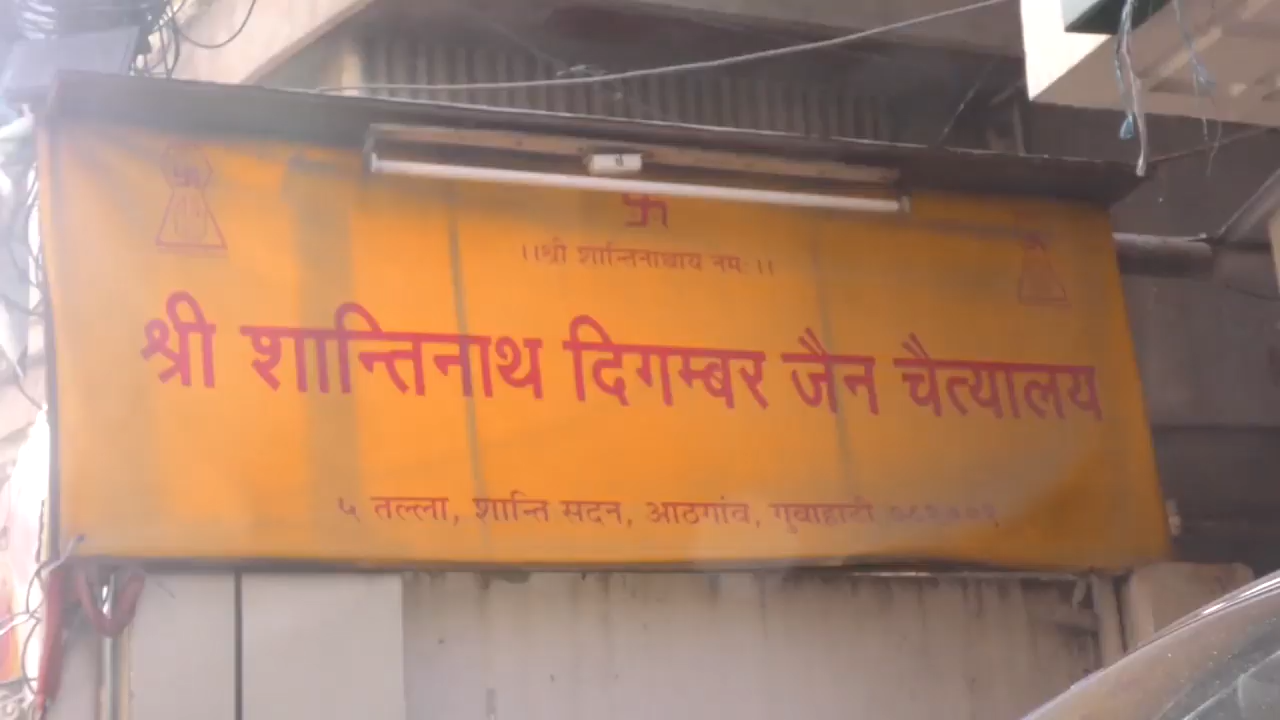 ।।श्री शान्तिनाथाय नमः।।
श्री शान्तिनाथ दिगम्बर जैन चैत्यालय
५ तल्ला, शान्ति सदन, आठगांव, गुवाहाटी